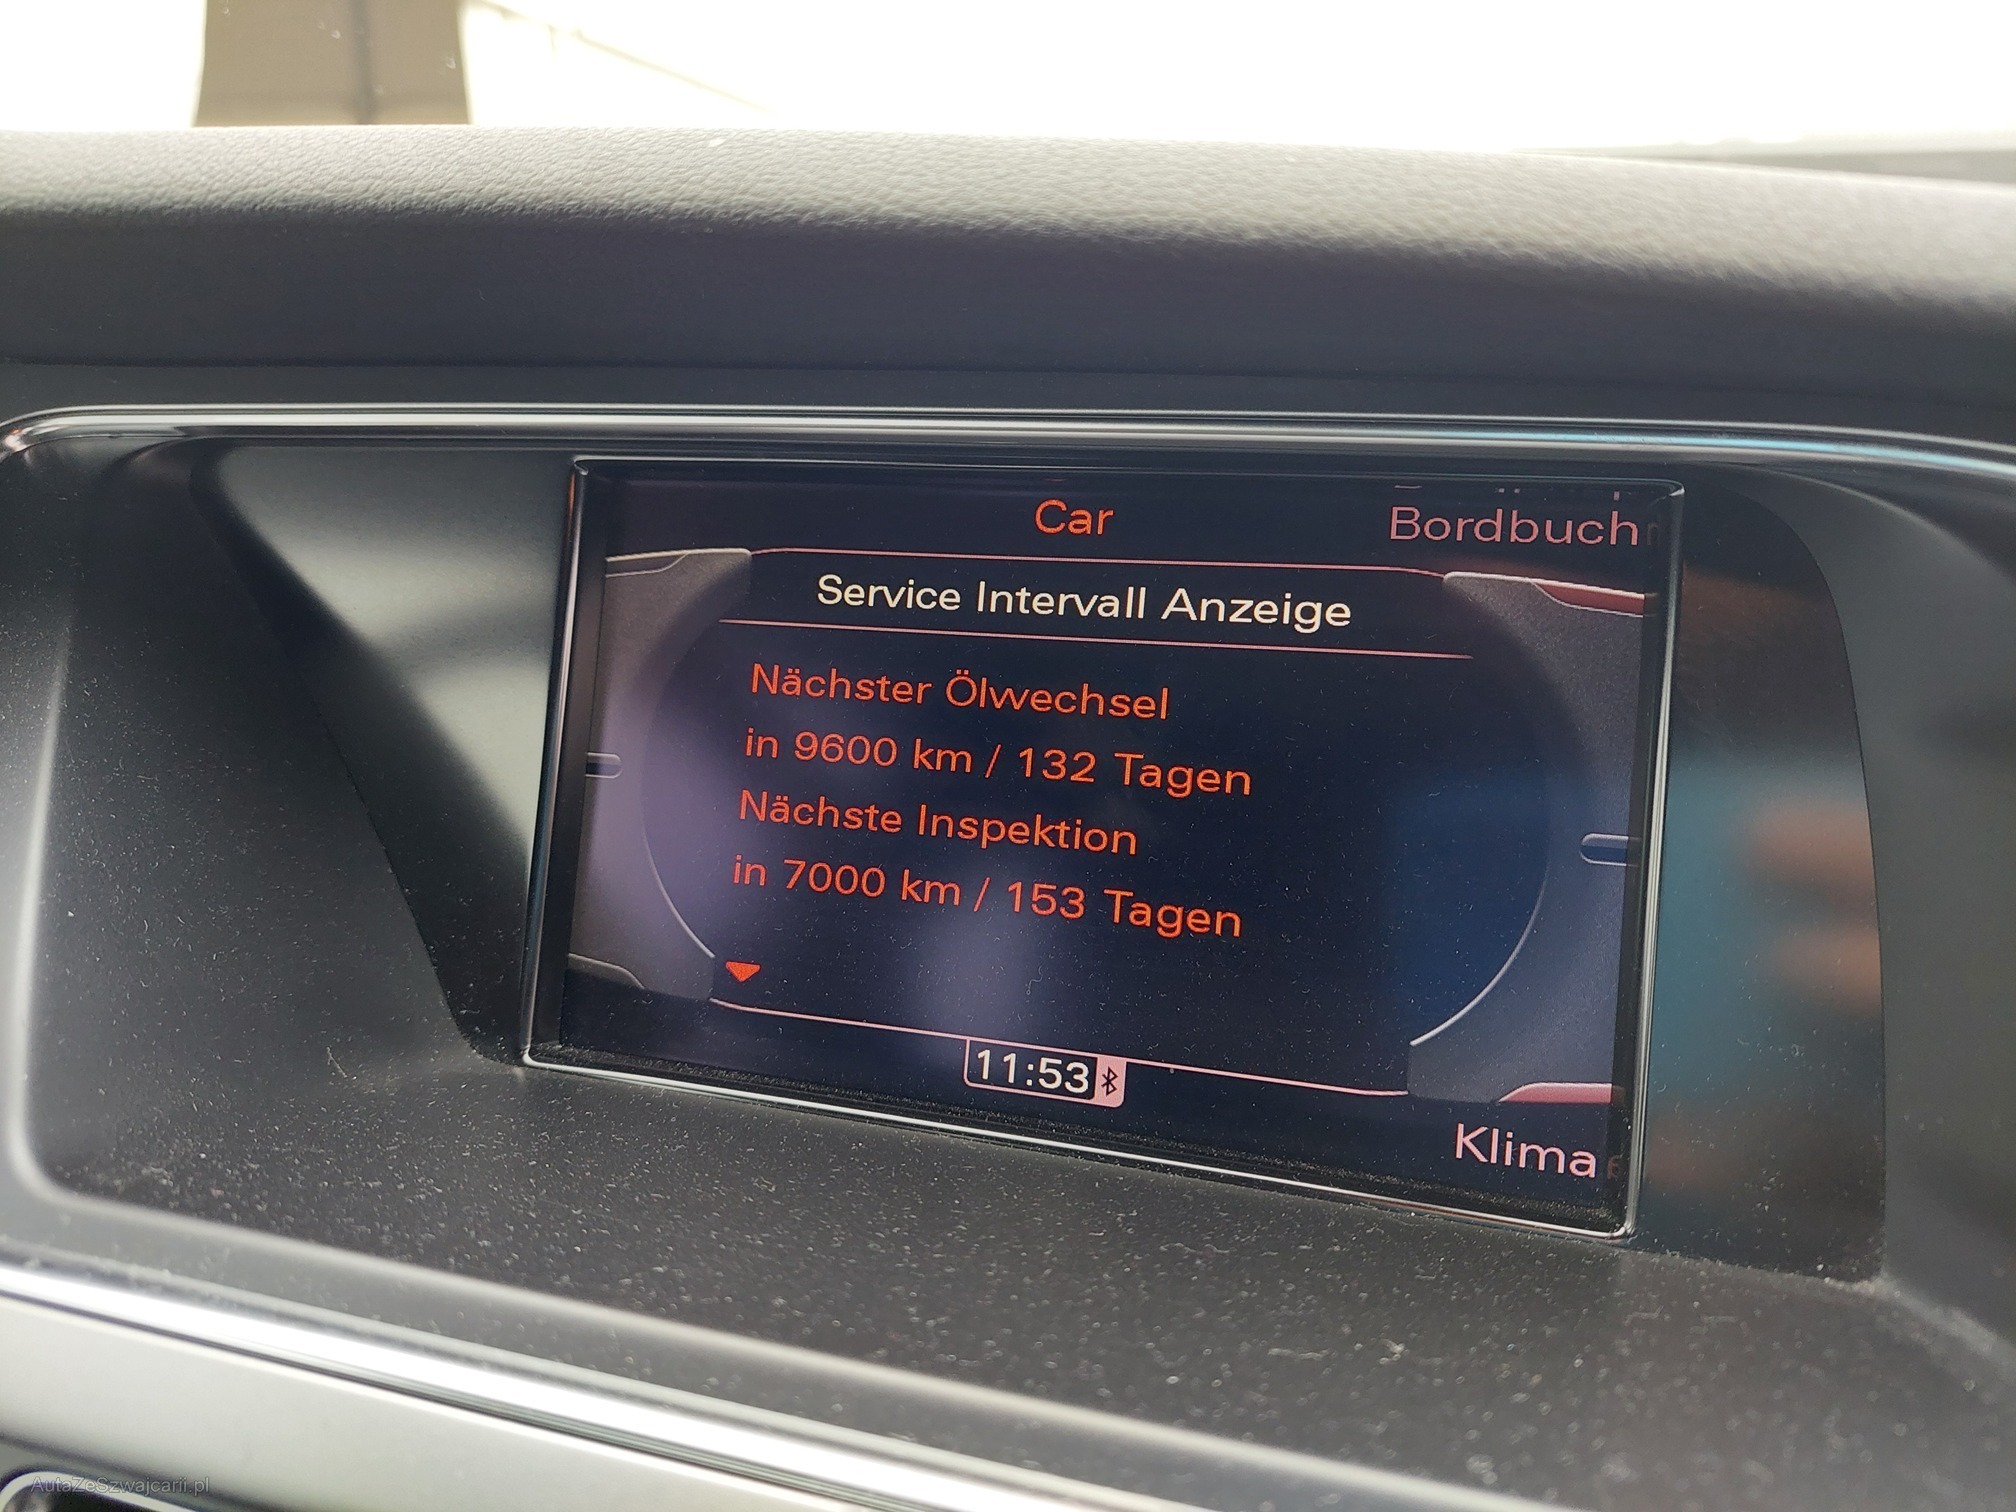 Car
Bordbuch
Service Intervall Anzeige
Nächster Ölwechsel
in 9600 km / 132 Tagen
Nächste Inspektion
in 7000 km / 153 Tagen
11:53
Klima
AutaZeSzwajcarii.pl